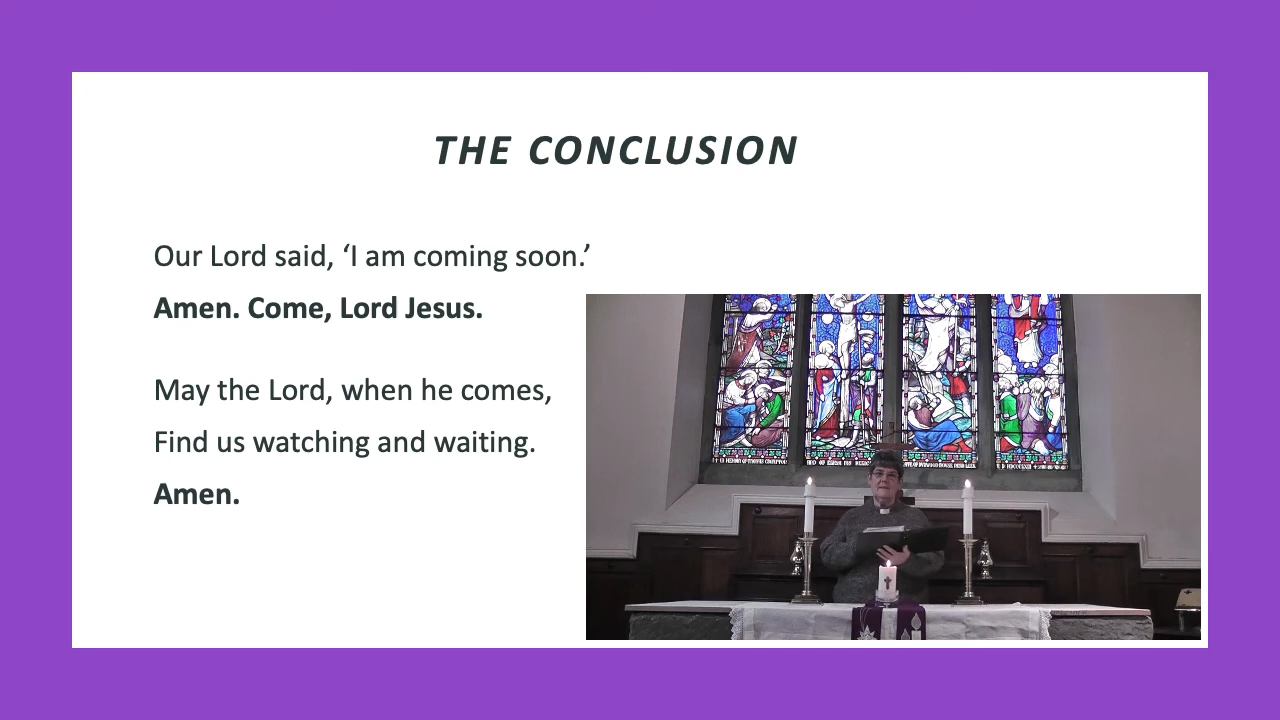 THE CONCLUSION
Our Lord said, ‘I am coming soon.’
Amen. Come, Lord Jesus.
May the Lord, when he comes,
Find us watching and waiting.
Amen.